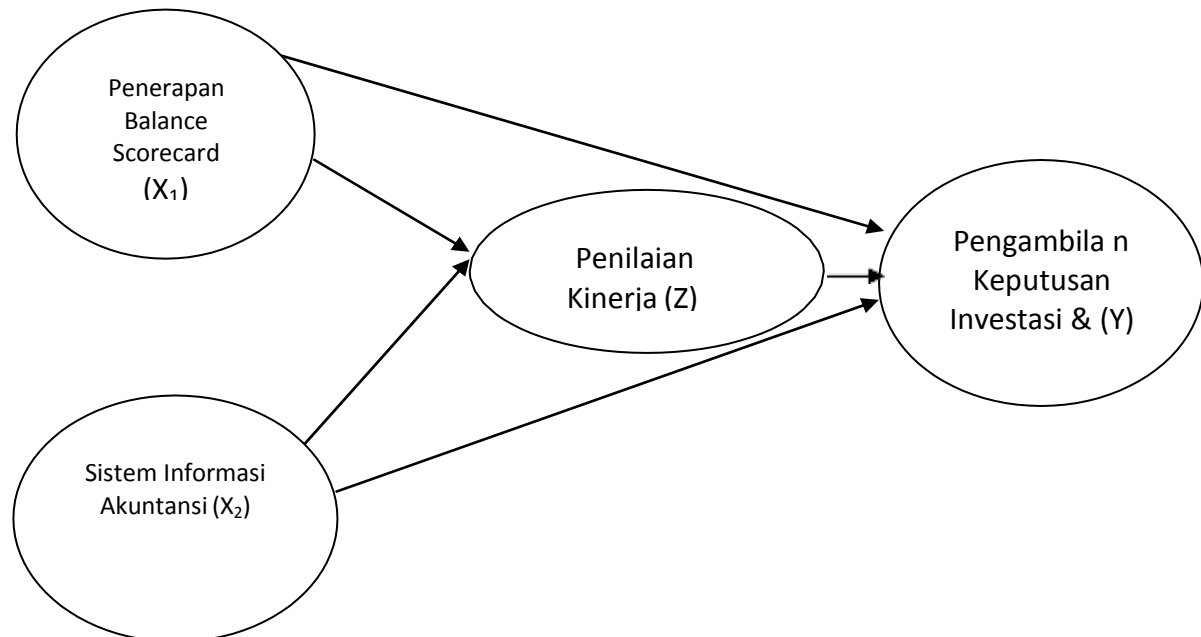 Penerapan
Balance
Scorecard
(X₁)
Penilaian
Kinerja (Z)
Pengambila n
Keputusan
Investasi & (Y)
Sistem Informasi
Akuntansi (X₂)